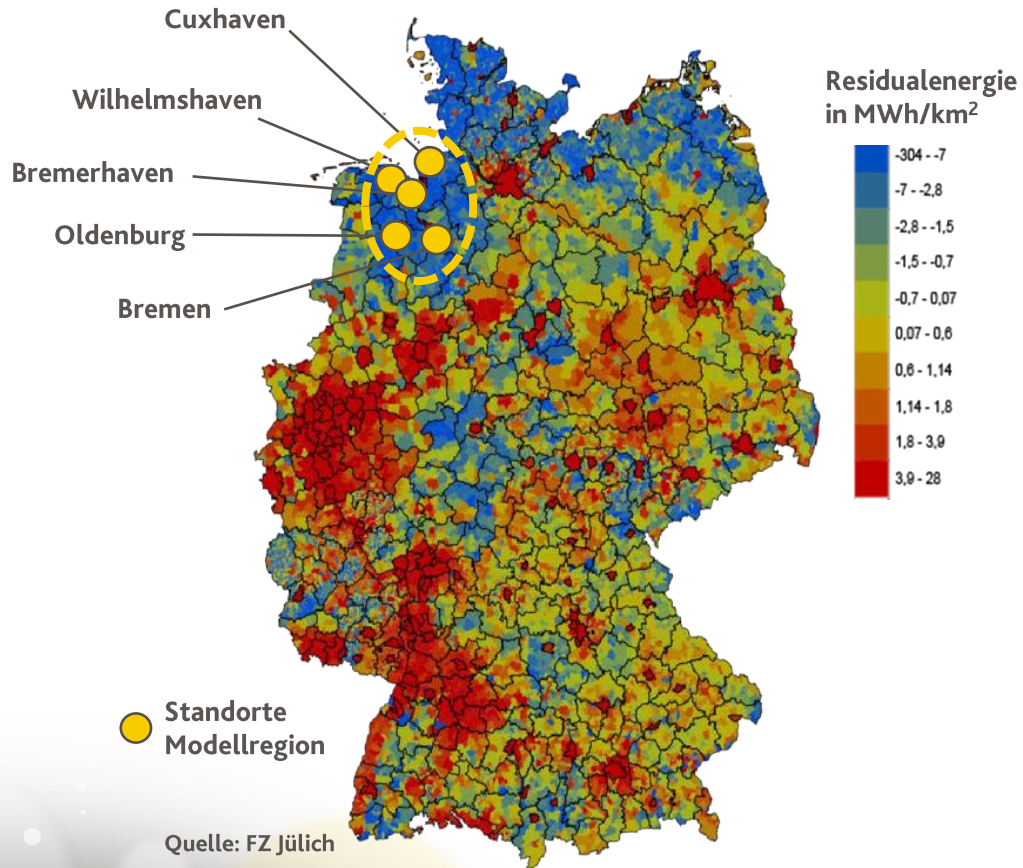 Cuxhaven
Wilhelmshaven
Bremerhaven
Oldenburg
Bremen
Residualenergie
in MWh/km²
-304 - -7
-7 - -2,8
-2,8 - -1,5
-1,5 - -0,7
-0,7 - 0,07
0,07 - 0,6
0,6 - 1,14
1,14 - 1,8
1,8 - 3,9
3,9 - 28
Standorte
Modellregion
Quelle: FZ Jülich